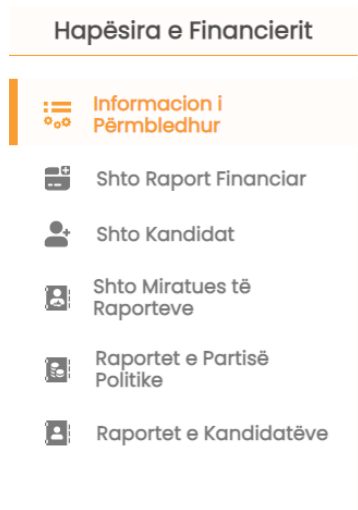 Hapësira e Financierit
Informacion i
Përmbledhur
Shto Raport Financiar
Shto Kandidat
Shto Miratues të
Raporteve
Raportet e Partisë
Politike
Raportet e Kandidatëve